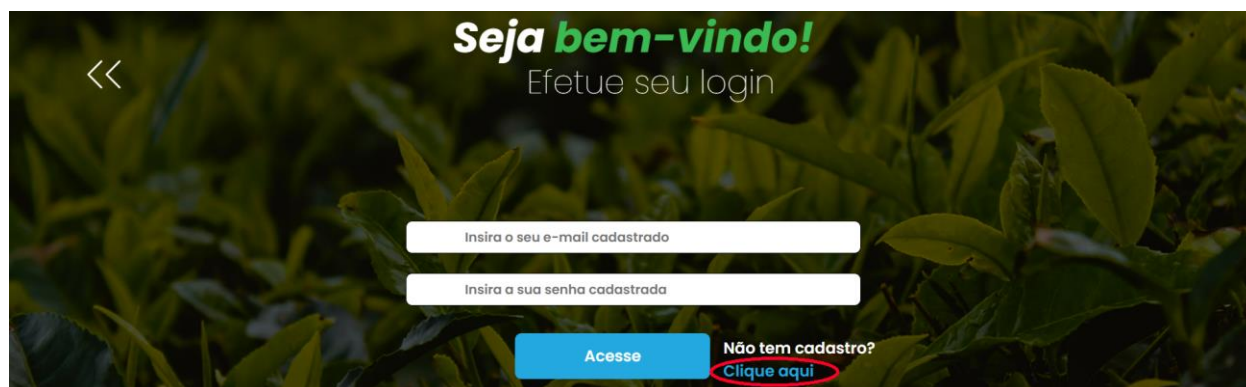 Seja bem-vindo!
Efetue seu login
Insira o seu e-mail cadastrado
Insira a sua senha cadastrada
Acesse
Não tem cadastro?
Clique aqui